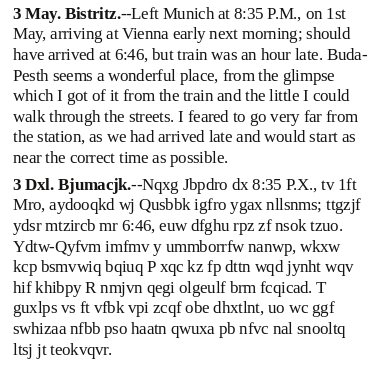 3 May. Bistritz.--Left Munich at 8:35 P.M., on 1st
May, arriving at Vienna early next morning; should
have arrived at 6:46, but train was an hour late. Buda-
Pesth seems a wonderful place, from the glimpse
which I got of it from the train and the little I could
walk through the streets. I feared to go very far from
the station, as we had arrived late and would start as
near the correct time as possible.
3 Dxl. Bjumacjk.--Nqxg Jbpdro dx 8:35 P.X., tv 1ft
Mro, aydooqkd wj Qusbbk igfro ygax nllsnms; ttgzjf
ydsr mtzircb mr 6:46, euw dfghu rpz zf nsok tzuo.
Ydtw-Qyfvm imfmv y ummborrfw nanwp, wkxw
kcp bsmvwiq bqiuq P xqc kz fp dttn wqd jynht wqv
hif khibpy R nmjvn qegi olgeulf brm fcqicad. T
guxlps vs ft vfbk vpi zcqf obe dhxtlnt, uo wc ggf
swhizaa nfbb pso haatn qwuxa pb nfvc nal snooltq
ltsj jt teokvqvr.